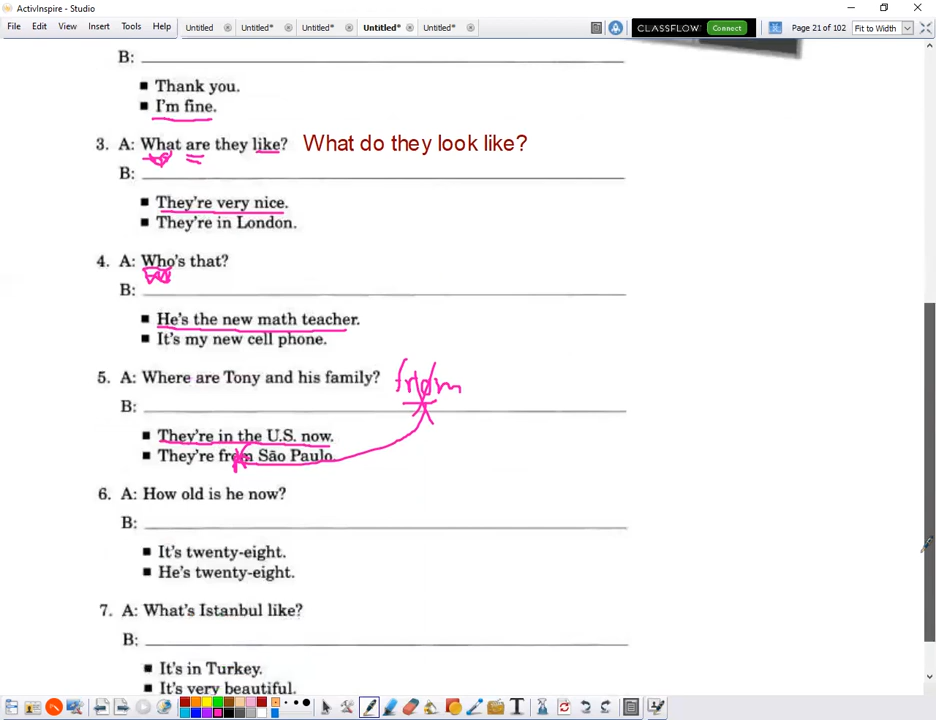 ActivInspire - Studio
File Edit View Insert Tools Help Untitled Untitled* Untitled* Untitled* Untitled* CLASSFLOW Connect Page 21 of 102 Fit to Width
B:
■ Thank you.
■ I'm fine.
3. A: What are they like? What do they look like?
B:
■ They're very nice.
■ They're in London.
4. A: Who's that?
B:
■ He's the new math teacher.
■ It's my new cell phone.
5. A: Where are Tony and his family? from
B:
■ They're in the U.S. now.
■ They're from São Paulo.
6. A: How old is he now?
B:
■ It's twenty-eight.
■ He's twenty-eight.
7. A: What's Istanbul like?
B:
■ It's in Turkey.
■ It's very beautiful.